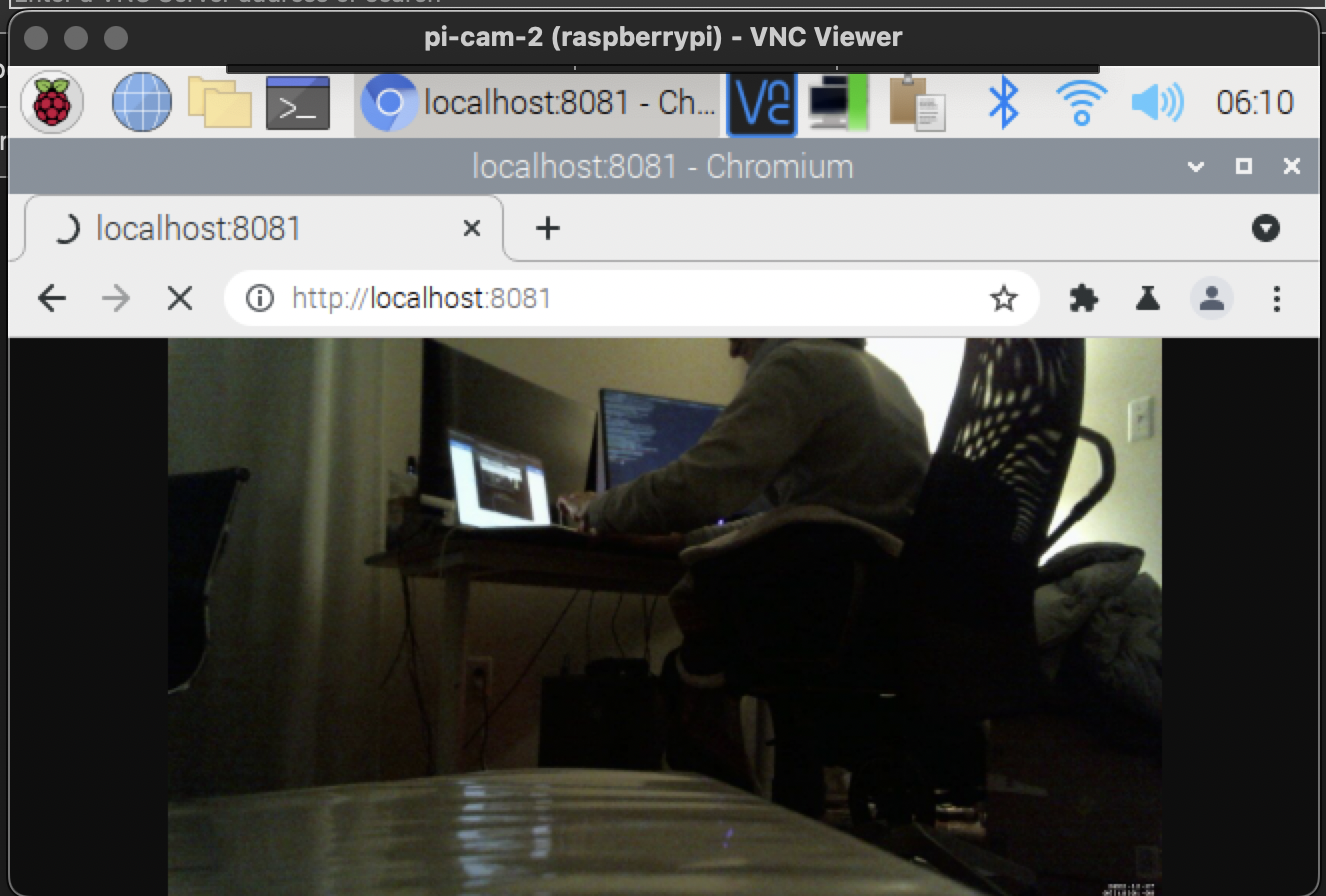 pi-cam-2 (raspberrypi) - VNC Viewer
localhost:8081 - Ch...
06:10
localhost:8081 - Chromium
localhost:8081
http://localhost:8081